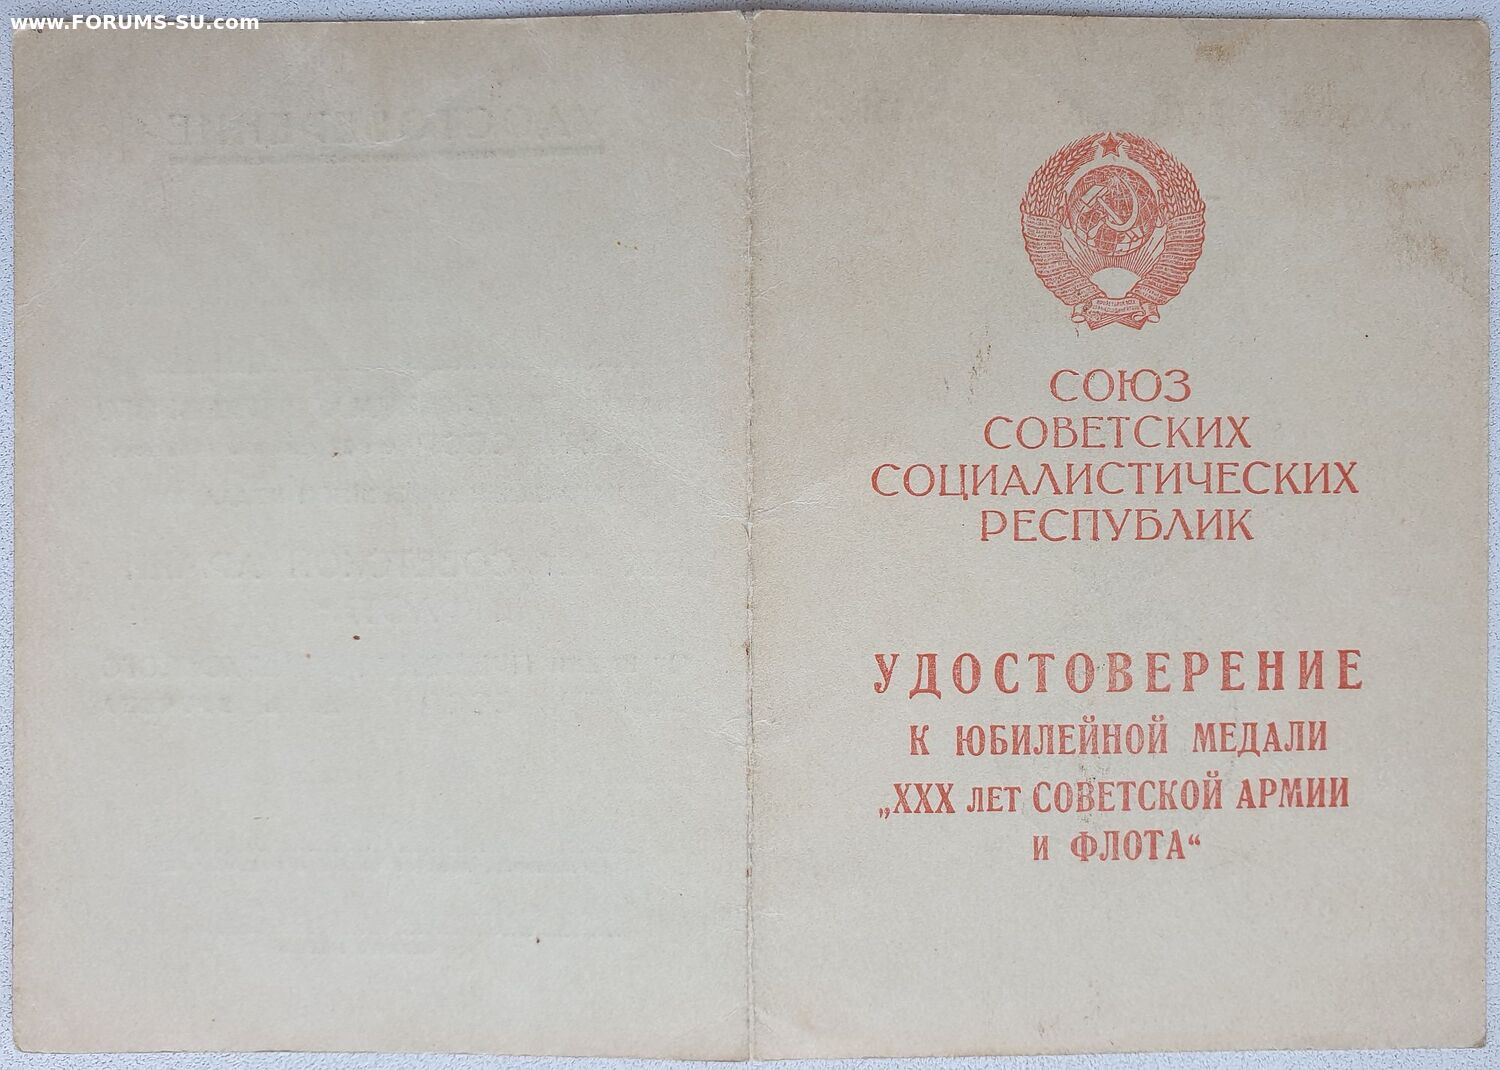 www.FORUMS-SU.com
СОЮЗ
СОВЕТСКИХ
СОЦИАЛИСТИЧЕСКИХ
РЕСПУБЛИК
УДОСТОВЕРЕНИЕ
К ЮБИЛЕЙНОЙ МЕДАЛИ
„XXX ЛЕТ СОВЕТСКОЙ АРМИИ
И ФЛОТА“